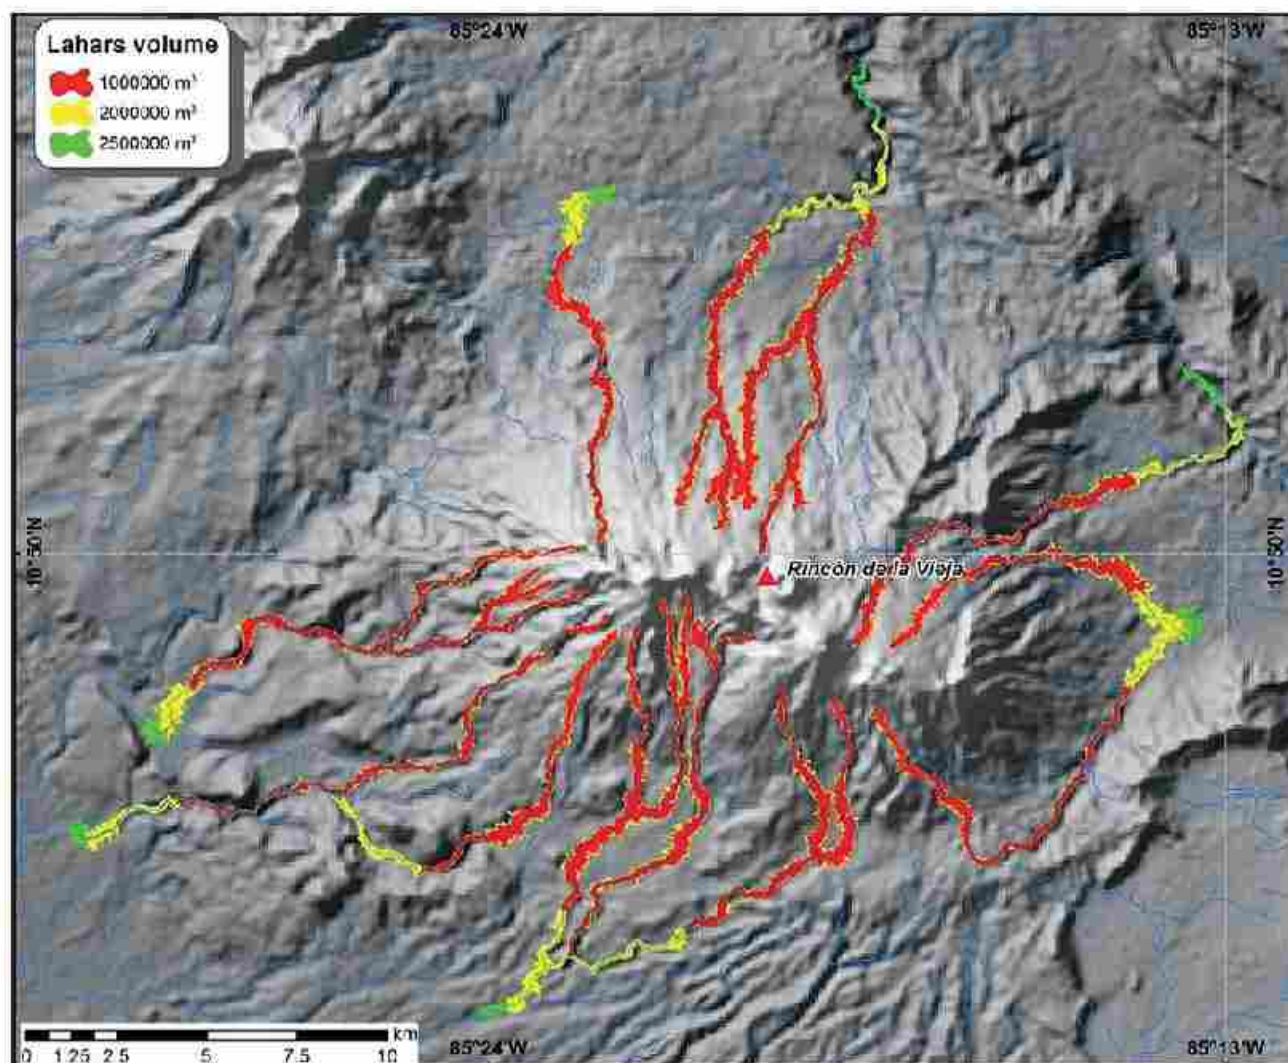 85°24'W
85°13'W
Lahars volume
1000000 m³
2000000 m³
2500000 m³
10°50'N
10°50'N
Rincón de la Vieja
km
0 1.25 2.5 5 7.5 10
85°24'W
85°13'W